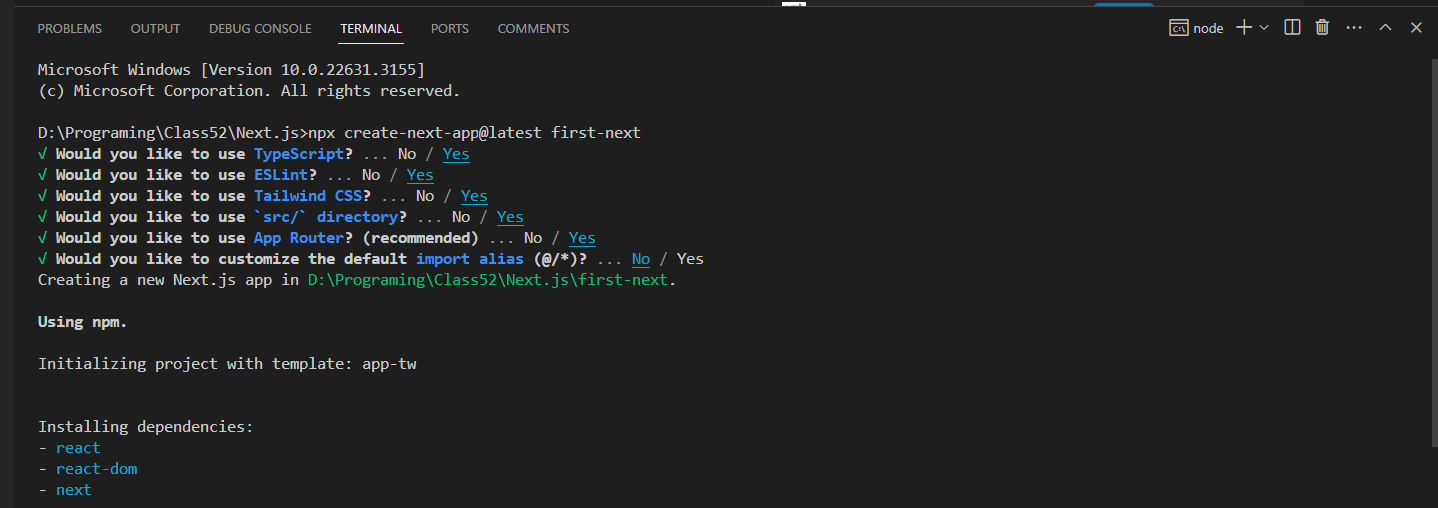 PROBLEMS OUTPUT DEBUG CONSOLE TERMINAL PORTS COMMENTS node
Microsoft Windows [Version 10.0.22631.3155]
(c) Microsoft Corporation. All rights reserved.
D:\Programing\Class52\Next.js>npx create-next-app@latest first-next
√ Would you like to use TypeScript? ... No / Yes
√ Would you like to use ESLint? ... No / Yes
√ Would you like to use Tailwind CSS? ... No / Yes
√ Would you like to use `src/` directory? ... No / Yes
√ Would you like to use App Router? (recommended) ... No / Yes
√ Would you like to customize the default import alias (@/*)? ... No / Yes
Creating a new Next.js app in D:\Programing\Class52\Next.js\first-next.
Using npm.
Initializing project with template: app-tw
Installing dependencies:
- react
- react-dom
- next